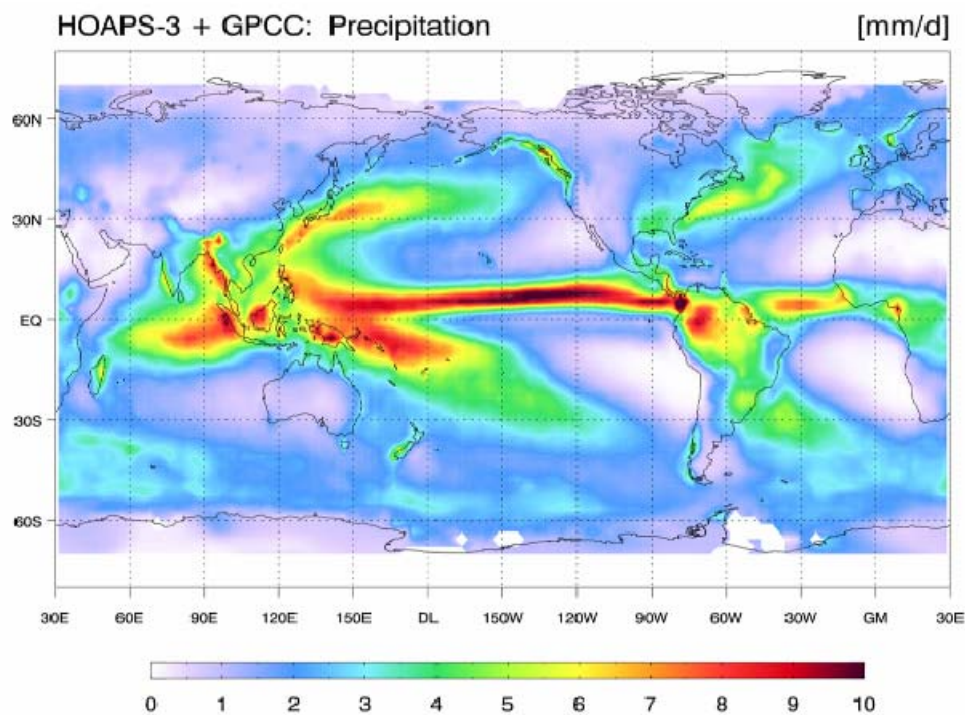 HOAPS-3 + GPCC: Precipitation [mm/d]
60N
30N
EQ
30S
60S
30E 60E 90E 120E 150E DL 150W 120W 90W 60W 30W GM 30E
0 1 2 3 4 5 6 7 8 9 10